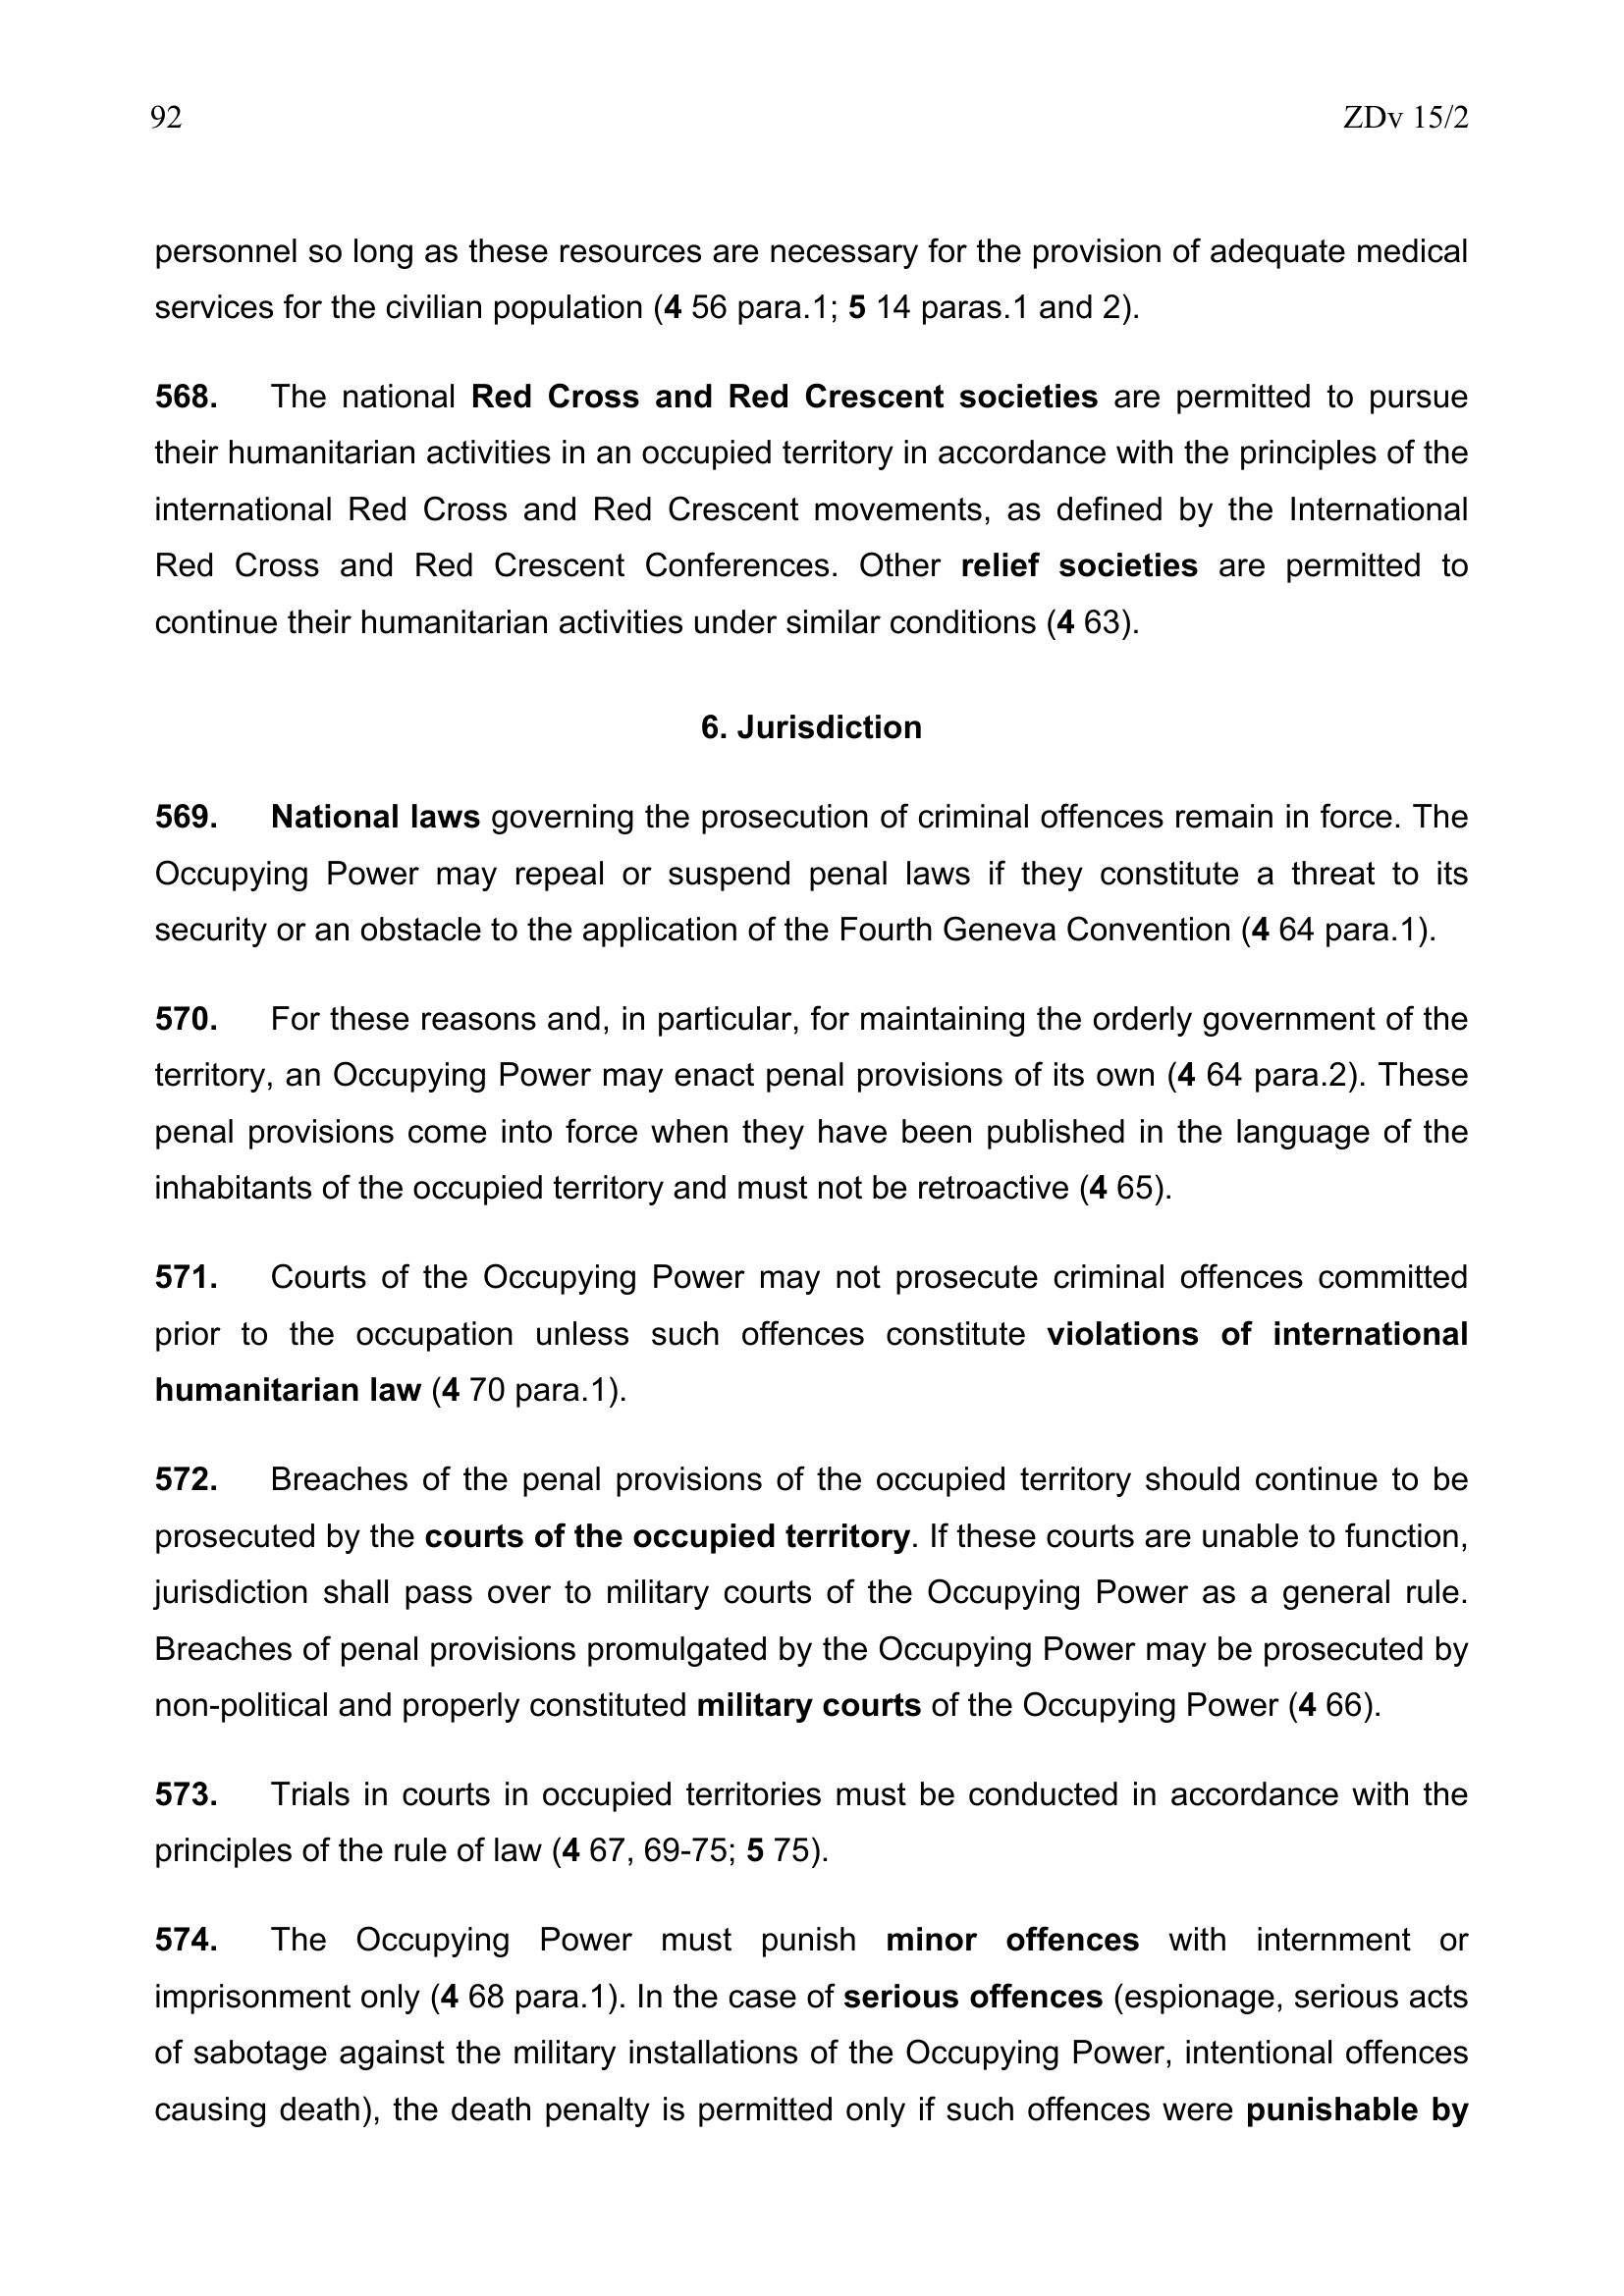 92 ZDv 15/2
personnel so long as these resources are necessary for the provision of adequate medical
services for the civilian population (4 56 para.1; 5 14 paras.1 and 2).
568. The national Red Cross and Red Crescent societies are permitted to pursue
their humanitarian activities in an occupied territory in accordance with the principles of the
international Red Cross and Red Crescent movements, as defined by the International
Red Cross and Red Crescent Conferences. Other relief societies are permitted to
continue their humanitarian activities under similar conditions (4 63).
6. Jurisdiction
569. National laws governing the prosecution of criminal offences remain in force. The
Occupying Power may repeal or suspend penal laws if they constitute a threat to its
security or an obstacle to the application of the Fourth Geneva Convention (4 64 para.1).
570. For these reasons and, in particular, for maintaining the orderly government of the
territory, an Occupying Power may enact penal provisions of its own (4 64 para.2). These
penal provisions come into force when they have been published in the language of the
inhabitants of the occupied territory and must not be retroactive (4 65).
571. Courts of the Occupying Power may not prosecute criminal offences committed
prior to the occupation unless such offences constitute violations of international
humanitarian law (4 70 para.1).
572. Breaches of the penal provisions of the occupied territory should continue to be
prosecuted by the courts of the occupied territory. If these courts are unable to function,
jurisdiction shall pass over to military courts of the Occupying Power as a general rule.
Breaches of penal provisions promulgated by the Occupying Power may be prosecuted by
non-political and properly constituted military courts of the Occupying Power (4 66).
573. Trials in courts in occupied territories must be conducted in accordance with the
principles of the rule of law (4 67, 69-75; 5 75).
574. The Occupying Power must punish minor offences with internment or
imprisonment only (4 68 para.1). In the case of serious offences (espionage, serious acts
of sabotage against the military installations of the Occupying Power, intentional offences
causing death), the death penalty is permitted only if such offences were punishable by